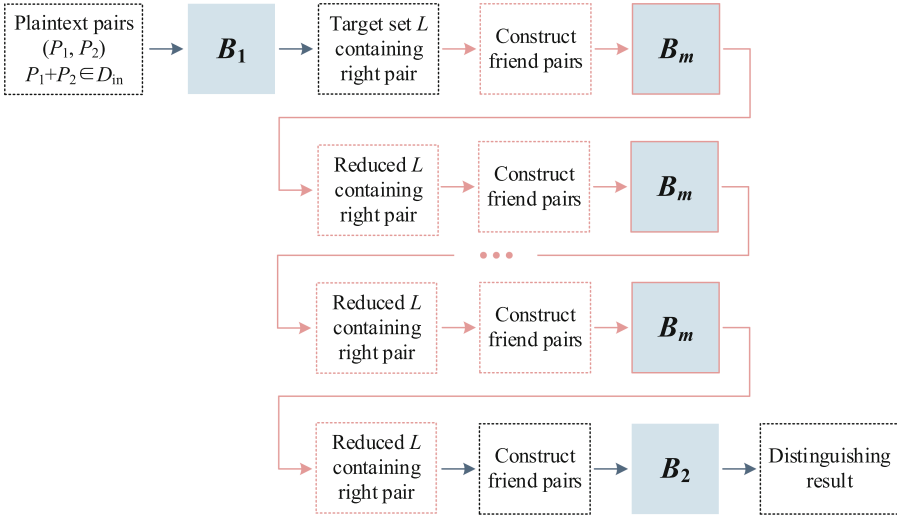 Plaintext pairs
(P1, P2)
P1+P2∈Din
B1
Target set L
containing
right pair
Construct
friend pairs
Bm
Reduced L
containing
right pair
Construct
friend pairs
Bm
Reduced L
containing
right pair
Construct
friend pairs
Bm
Reduced L
containing
right pair
Construct
friend pairs
B2
Distinguishing
result